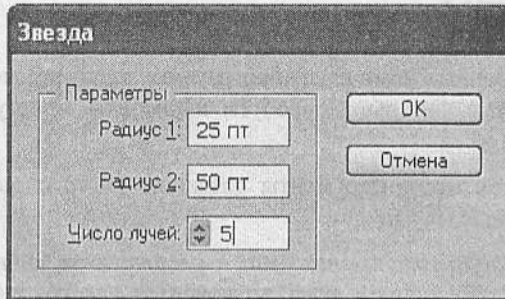 Звезда
Параметры
Радиус 1: 25 пт
Радиус 2: 50 пт
Число лучей: 5
OK
Отмена